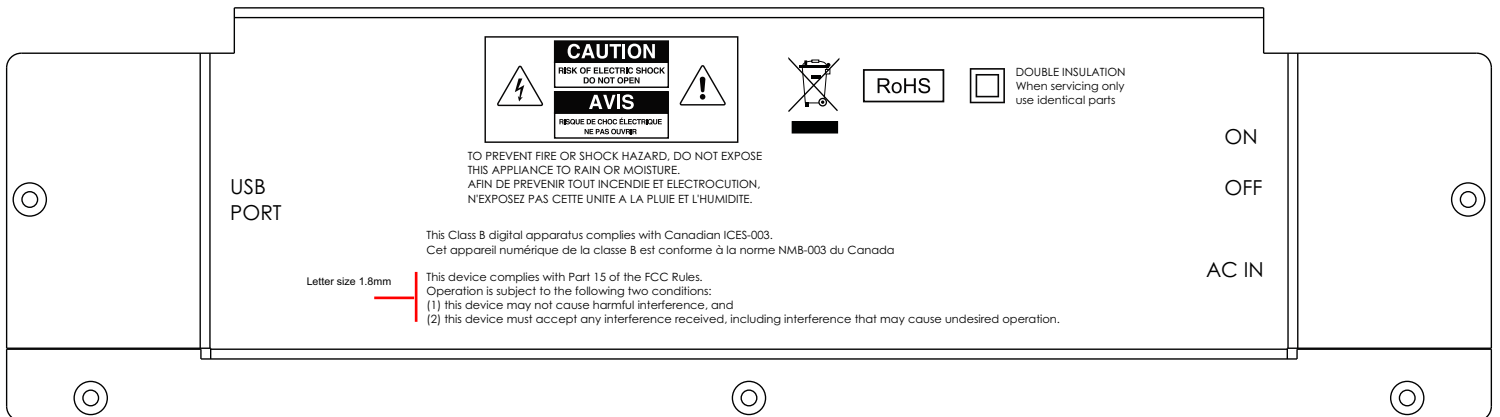 CAUTION
RISK OF ELECTRIC SHOCK
DO NOT OPEN
AVIS
RISQUE DE CHOC ÉLECTRIQUE
NE PAS OUVRIR
RoHS
DOUBLE INSULATION
When servicing only
use identical parts
TO PREVENT FIRE OR SHOCK HAZARD, DO NOT EXPOSE
THIS APPLIANCE TO RAIN OR MOISTURE.
AFIN DE PREVENIR TOUT INCENDIE ET ELECTROCUTION,
N'EXPOSEZ PAS CETTE UNITE A LA PLUIE ET L'HUMIDITE.
USB
PORT
ON
OFF
AC IN
This Class B digital apparatus complies with Canadian ICES-003.
Cet appareil numérique de la classe B est conforme à la norme NMB-003 du Canada
Letter size 1.8mm
This device complies with Part 15 of the FCC Rules.
Operation is subject to the following two conditions:
(1) this device may not cause harmful interference, and
(2) this device must accept any interference received, including interference that may cause undesired operation.